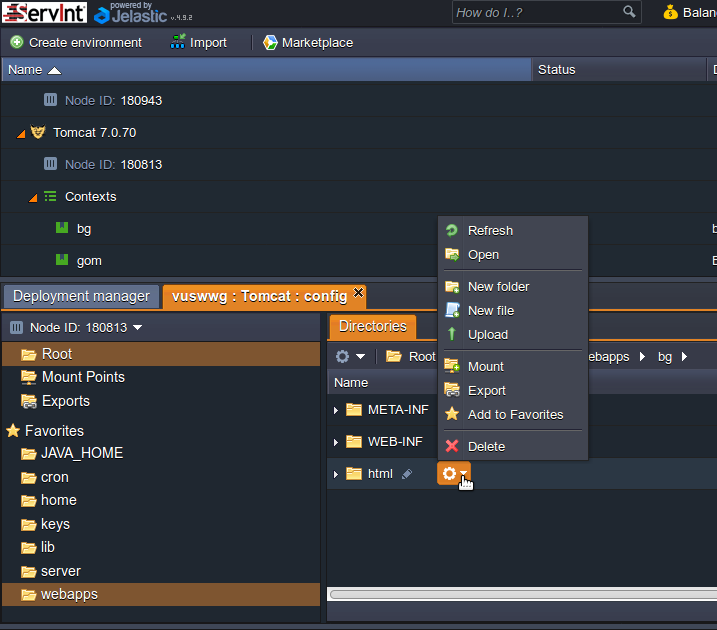 ServInt powered by Jelastic v.4.9.2 How do I..? Balan
Create environment Import Marketplace
Name Status D
Node ID: 180943
Tomcat 7.0.70
Node ID: 180813
Contexts
bg
gom
Refresh
Open
New folder
New file
Upload
Mount
Export
Add to Favorites
Delete
Deployment manager vuswwg : Tomcat : config
Node ID: 180813
Root
Mount Points
Exports
Favorites
JAVA_HOME
cron
home
keys
lib
server
webapps
Directories
Root ebapps bg
Name
META-INF
WEB-INF
html